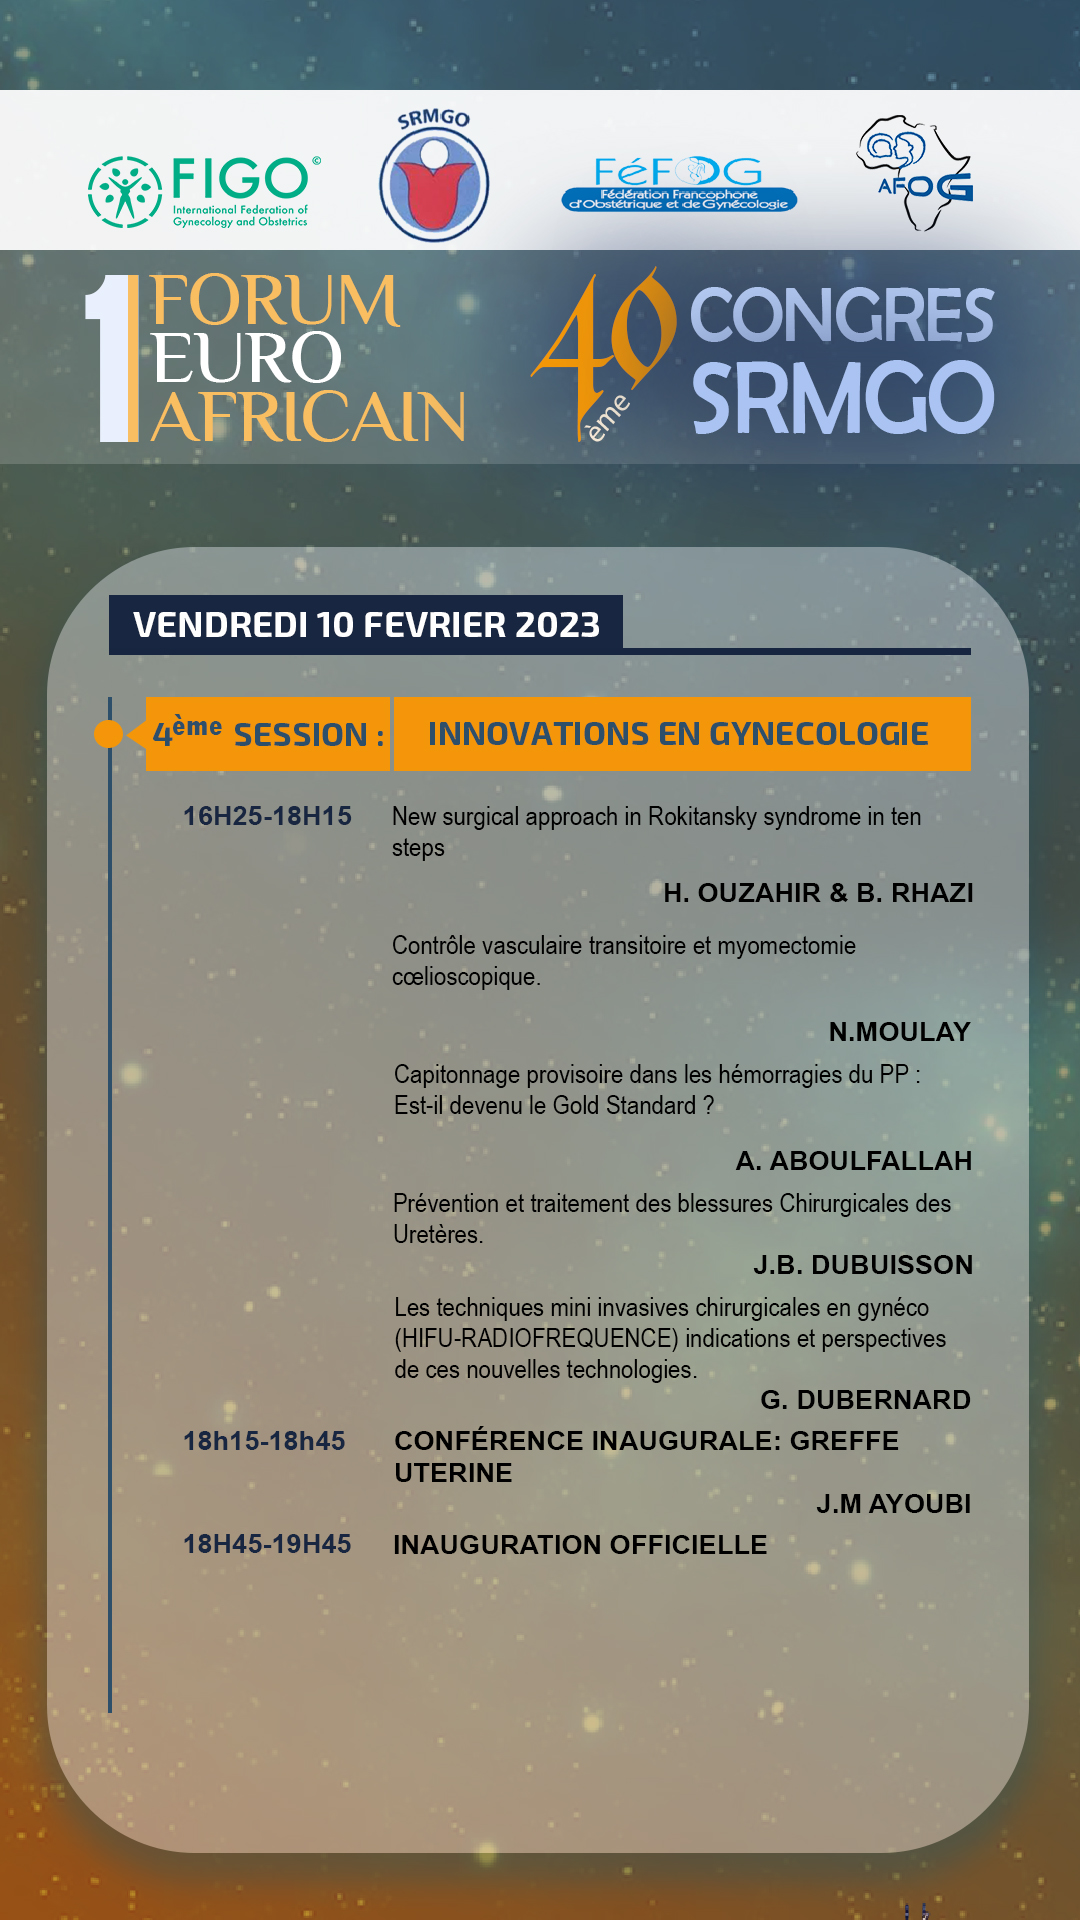 FIGO©
International Federation of
Gynecology and Obstetrics
SRMGO
FéFOG
Fédération Francophone
d'Obstétrique et de Gynécologie
AFOG
1 FORUM
EURO
AFRICAIN
40ème CONGRES
SRMGO
VENDREDI 10 FEVRIER 2023
4ème SESSION : INNOVATIONS EN GYNECOLOGIE
16H25-18H15 New surgical approach in Rokitansky syndrome in ten
steps
H. OUZAHIR & B. RHAZI
Contrôle vasculaire transitoire et myomectomie
cœlioscopique.
N.MOULAY
Capitonnage provisoire dans les hémorragies du PP :
Est-il devenu le Gold Standard ?
A. ABOULFALLAH
Prévention et traitement des blessures Chirurgicales des
Uretères.
J.B. DUBUISSON
Les techniques mini invasives chirurgicales en gynéco
(HIFU-RADIOFREQUENCE) indications et perspectives
de ces nouvelles technologies.
G. DUBERNARD
18h15-18h45 CONFÉRENCE INAUGURALE: GREFFE
UTERINE
J.M AYOUBI
18H45-19H45 INAUGURATION OFFICIELLE